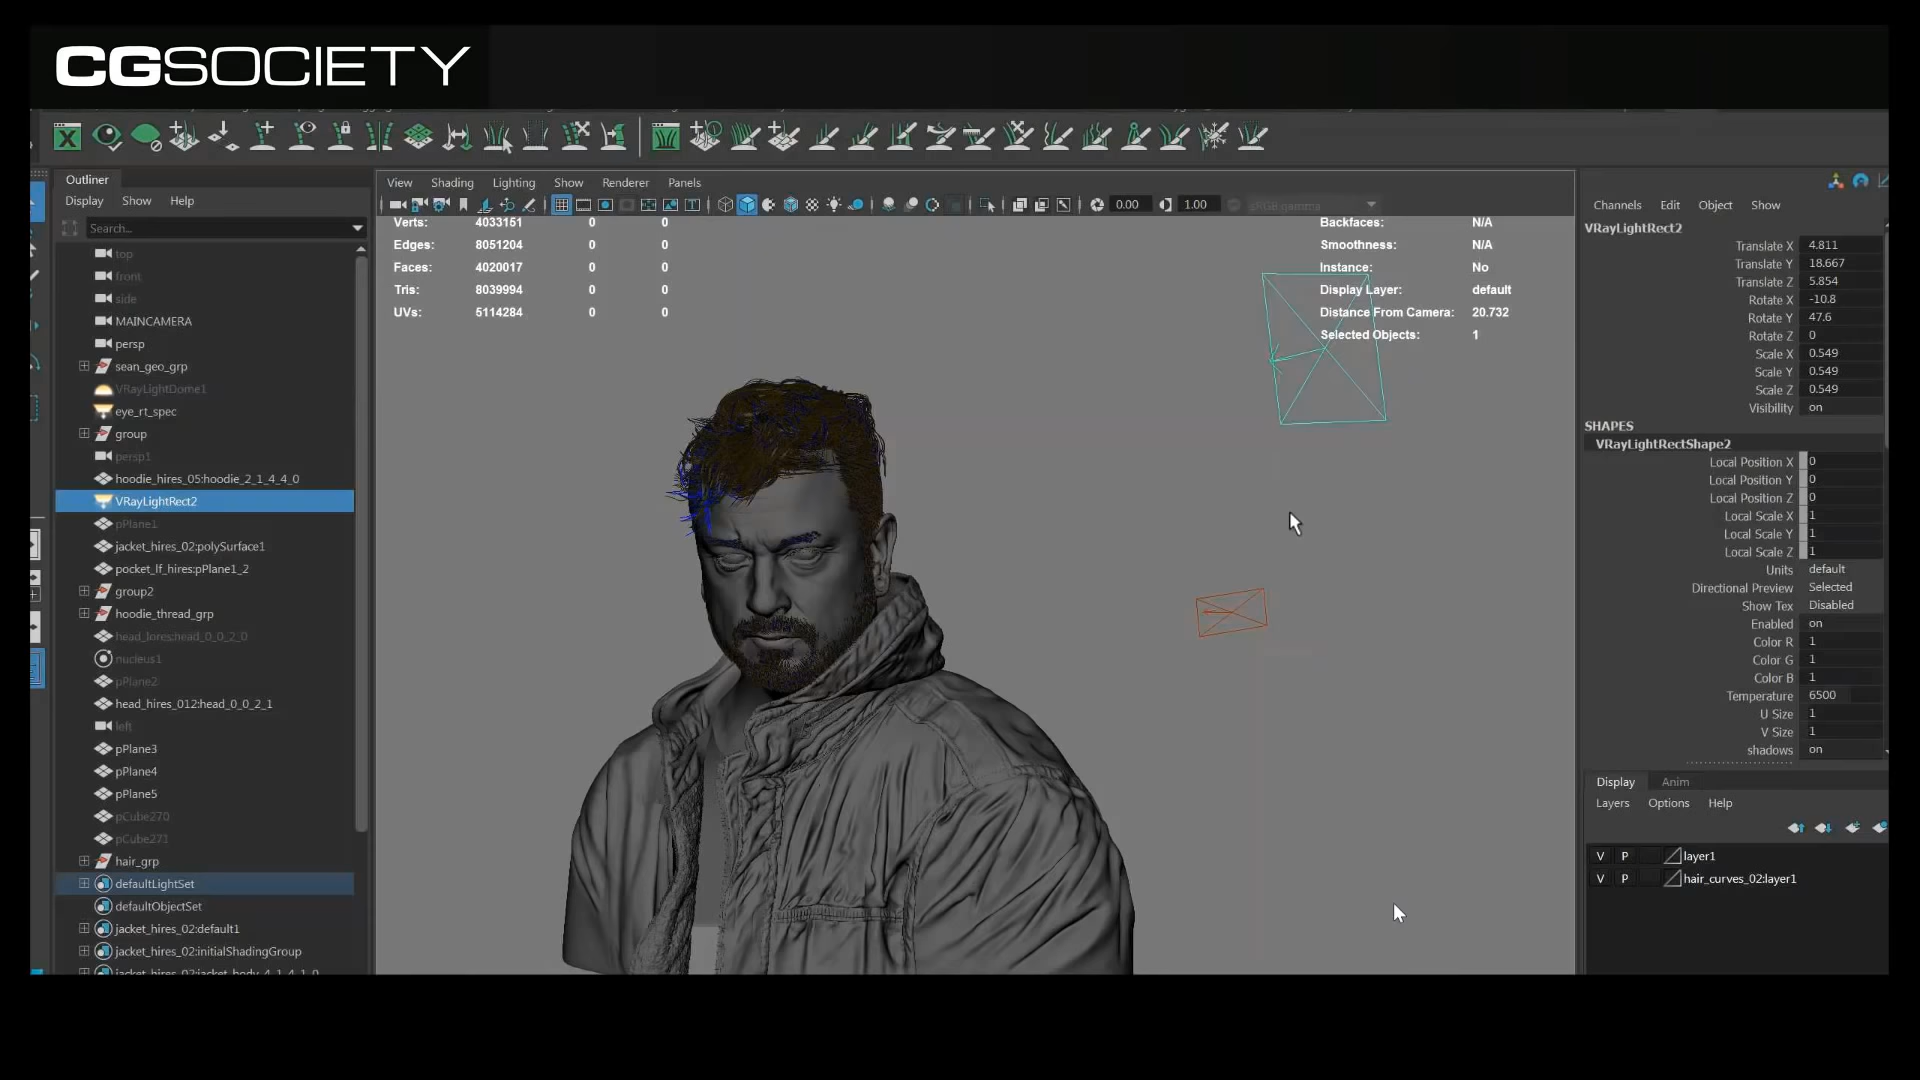 CGSOCIETY
Outliner
Display Show Help
Search...
top
front
side
MAINCAMERA
persp
sean_geo_grp
VRayLightDome1
eye_rt_spec
group
persp1
hoodie_hires_05:hoodie_2_1_4_4_0
VRayLightRect2
pPlane1
jacket_hires_02:polySurface1
pocket_lf_hires:pPlane1_2
group2
hoodie_thread_grp
head_lores:head_0_0_2_0
nucleus1
pPlane2
head_hires_012:head_0_0_2_1
left
pPlane3
pPlane4
pPlane5
pCube270
pCube271
hair_grp
defaultLightSet
defaultObjectSet
jacket_hires_02:default1
jacket_hires_02:initialShadingGroup
jacket_hires_02:jacket_body_4_1_4_1_0
View Shading Lighting Show Renderer Panels
0.00 1.00 sRGB gamma
Verts: 4033151 0 0
Edges: 8051204 0 0
Faces: 4020017 0 0
Tris: 8039994 0 0
UVs: 5114284 0 0
Backfaces: N/A
Smoothness: N/A
Instance: No
Display Layer: default
Distance From Camera: 20.732
Selected Objects: 1
Channels Edit Object Show
VRayLightRect2
Translate X 4.811
Translate Y 18.667
Translate Z 5.854
Rotate X -10.8
Rotate Y 47.6
Rotate Z 0
Scale X 0.549
Scale Y 0.549
Scale Z 0.549
Visibility on
SHAPES
VRayLightRectShape2
Local Position X 0
Local Position Y 0
Local Position Z 0
Local Scale X 1
Local Scale Y 1
Local Scale Z 1
Units default
Directional Preview Selected
Show Tex Disabled
Enabled on
Color R 1
Color G 1
Color B 1
Temperature 6500
U Size 1
V Size 1
shadows on
Display Anim
Layers Options Help
V P layer1
V P hair_curves_02:layer1